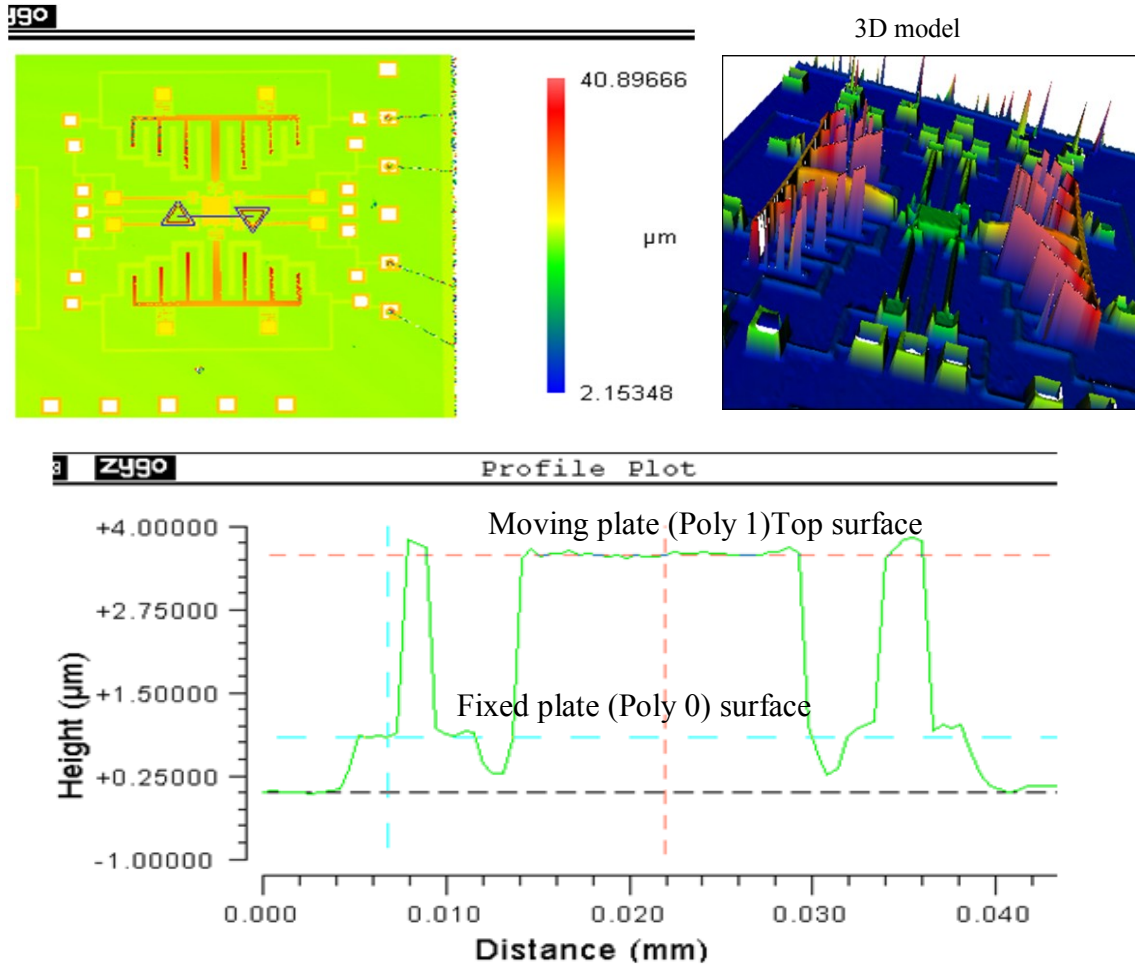 zygo
3D model
40.89666
µm
2.15348
zygo
Profile Plot
+4.00000
Moving plate (Poly 1)Top surface
+2.75000
Height (µm)
+1.50000
Fixed plate (Poly 0) surface
+0.25000
-1.00000
0.000 0.010 0.020 0.030 0.040
Distance (mm)